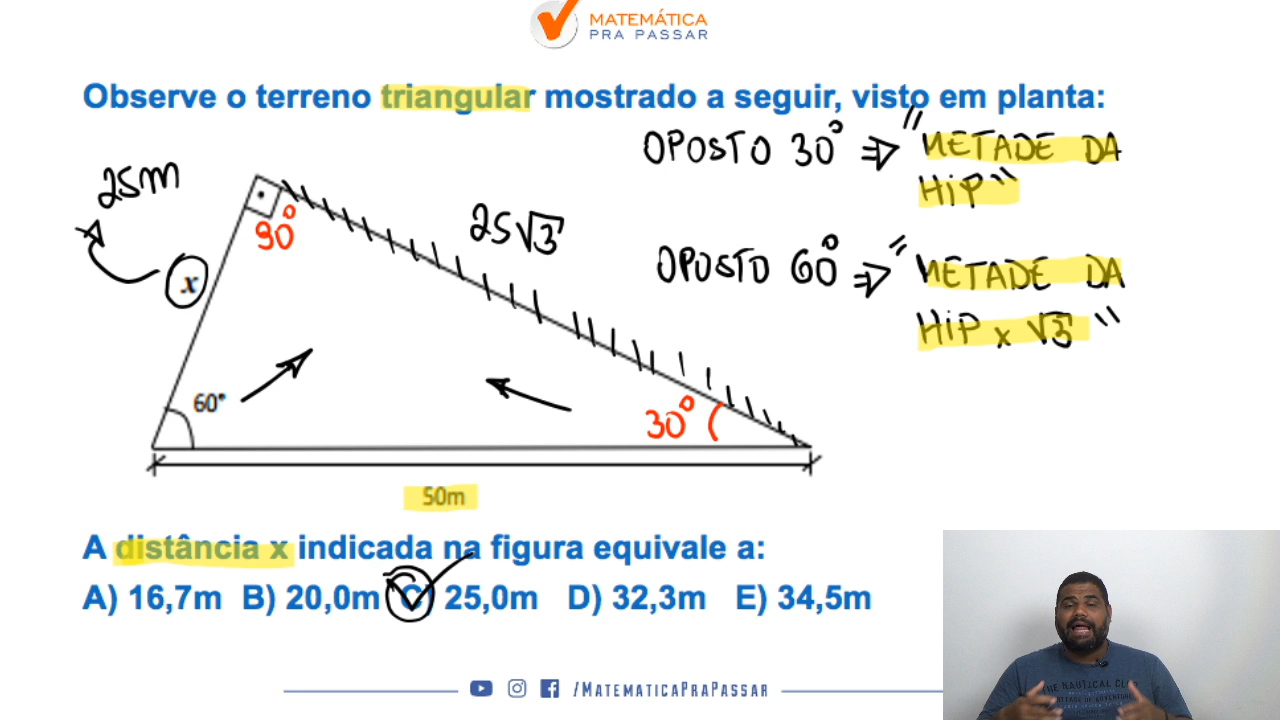 MATEMÁTICA
PRA PASSAR
Observe o terreno triangular mostrado a seguir, visto em planta:
OPOSTO 30° ⇒ "METADE DA
HIP"
25m
90°
25√3
x
OPOSTO 60° ⇒ "METADE DA
HIP x √3"
60°
30°
50m
A distância x indicada na figura equivale a:
A) 16,7m B) 20,0m C) 25,0m D) 32,3m E) 34,5m
/MATEMATICAPRAPASSAR